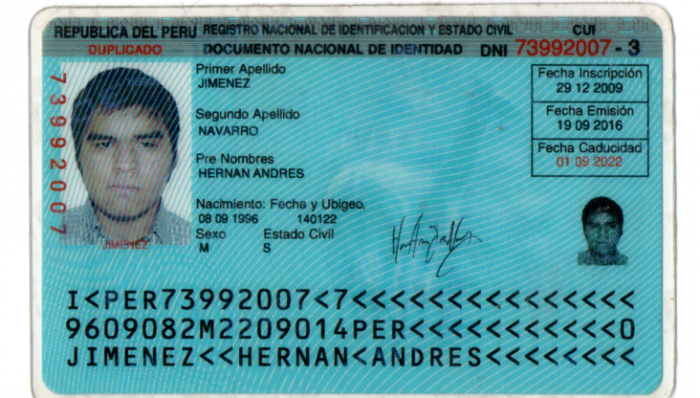 REPUBLICA DEL PERU REGISTRO NACIONAL DE IDENTIFICACION Y ESTADO CIVIL CUI
DUPLICADO DOCUMENTO NACIONAL DE IDENTIDAD DNI 73992007 - 3
73992007
Primer Apellido
JIMENEZ
Segundo Apellido
NAVARRO
Pre Nombres
HERNAN ANDRES
Nacimiento: Fecha y Ubigeo
08 09 1996 140122
Sexo Estado Civil
M S
Fecha Inscripción
29 12 2009
Fecha Emisión
19 09 2016
Fecha Caducidad
01 09 2022
JIMENEZ
I<PER73992007<7<<<<<<<<<<<<<<<
9609082M2209014PER<<<<<<<<<<<0
JIMENEZ<<HERNAN<ANDRES<<<<<<<<